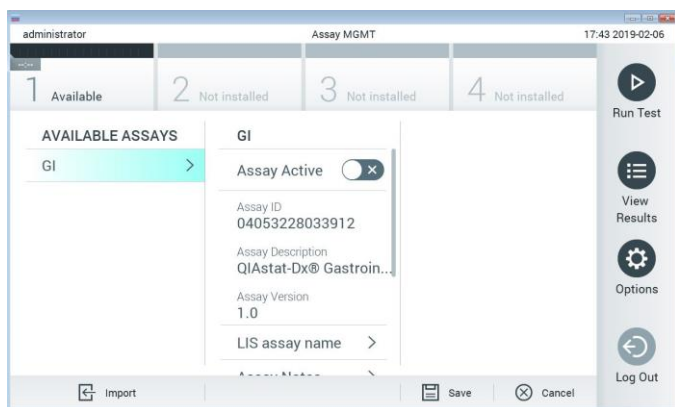 administrator
Assay MGMT
17:43 2019-02-06
--:--
1 Available
2 Not installed
3 Not installed
4 Not installed
Run Test
View
Results
Options
Log Out
AVAILABLE ASSAYS
GI
GI
Assay Active
Assay ID
04053228033912
Assay Description
QIAstat-Dx® Gastroin...
Assay Version
1.0
LIS assay name
Assay Notes
Import
Save
Cancel